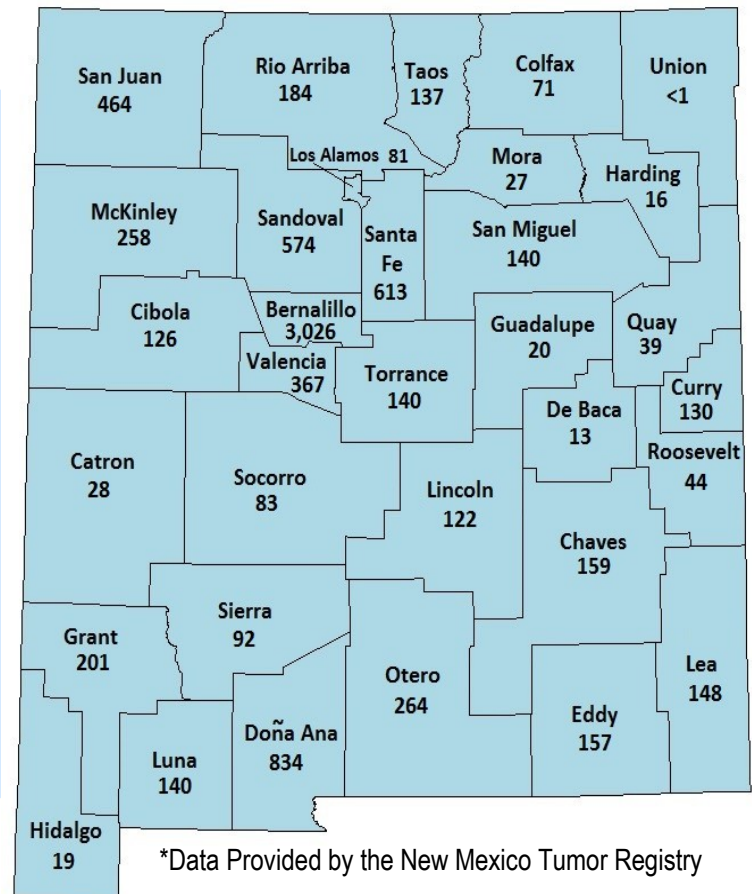 San Juan
464
Rio Arriba
184
Taos
137
Colfax
71
Union
<1
Los Alamos 81
Mora
27
Harding
16
McKinley
258
Sandoval
574
Santa
Fe
613
San Miguel
140
Cibola
126
Bernalillo
3,026
Valencia
367
Torrance
140
Guadalupe
20
Quay
39
Curry
130
De Baca
13
Roosevelt
44
Catron
28
Socorro
83
Lincoln
122
Chaves
159
Sierra
92
Grant
201
Otero
264
Lea
148
Eddy
157
Doña Ana
834
Luna
140
Hidalgo
19
*Data Provided by the New Mexico Tumor Registry